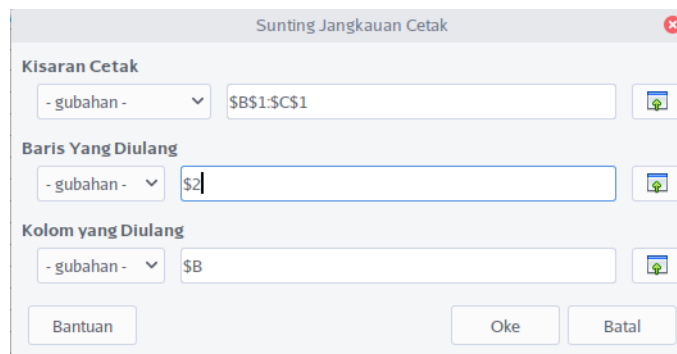 Sunting Jangkauan Cetak
Kisaran Cetak
- gubahan - $B$1:$C$1
Baris Yang Diulang
- gubahan - $2
Kolom yang Diulang
- gubahan - $B
Bantuan Oke Batal